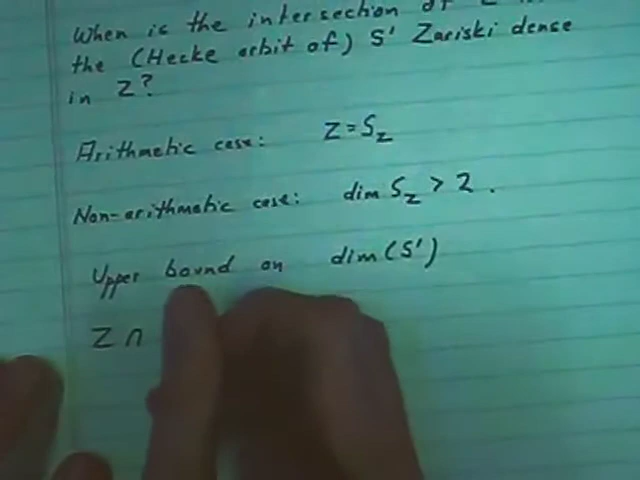 When is the intersection of Z
the (Hecke orbit of) S' Zariski dense
in Z?
Arithmetic case: Z = S_Z
Non-arithmetic case: dim S_Z > 2.
Upper bound on dim(S')
Z ∩